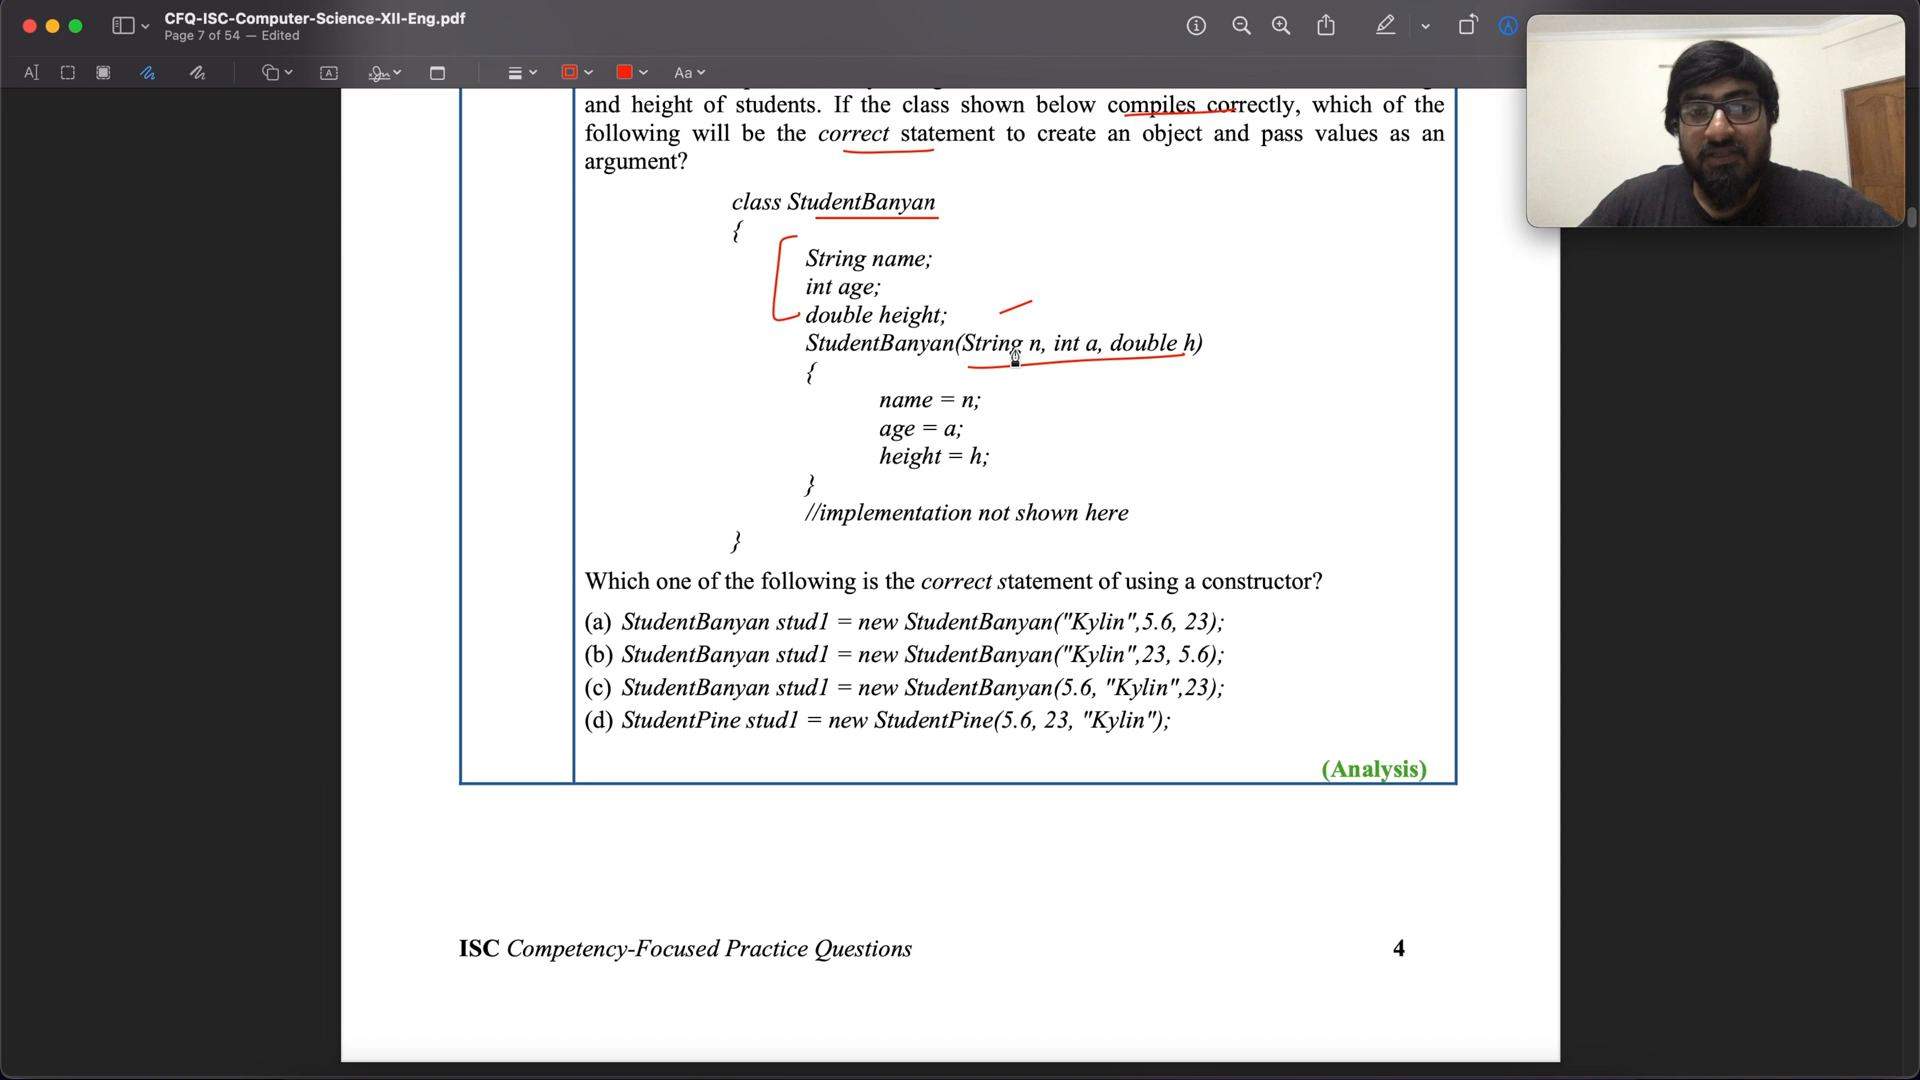 CFQ-ISC-Computer-Science-XII-Eng.pdf
Page 7 of 54 — Edited
and height of students. If the class shown below compiles correctly, which of the
following will be the correct statement to create an object and pass values as an
argument?
class StudentBanyan
{
String name;
int age;
double height;
StudentBanyan(String n, int a, double h)
{
name = n;
age = a;
height = h;
}
//implementation not shown here
}
Which one of the following is the correct statement of using a constructor?
(a) StudentBanyan stud1 = new StudentBanyan("Kylin",5.6, 23);
(b) StudentBanyan stud1 = new StudentBanyan("Kylin",23, 5.6);
(c) StudentBanyan stud1 = new StudentBanyan(5.6, "Kylin",23);
(d) StudentPine stud1 = new StudentPine(5.6, 23, "Kylin");
(Analysis)
ISC Competency-Focused Practice Questions 4